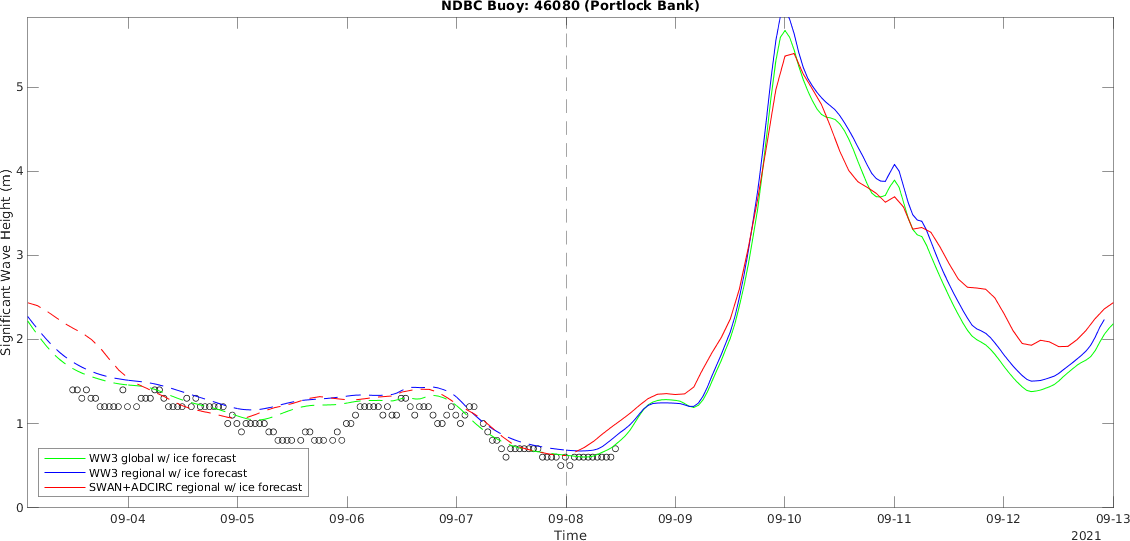 NDBC Buoy: 46080 (Portlock Bank)
Significant Wave Height (m)
5
4
3
2
1
0
WW3 global w/ ice forecast
WW3 regional w/ ice forecast
SWAN+ADCIRC regional w/ ice forecast
09-04 09-05 09-06 09-07 09-08 09-09 09-10 09-11 09-12 09-13
Time
2021